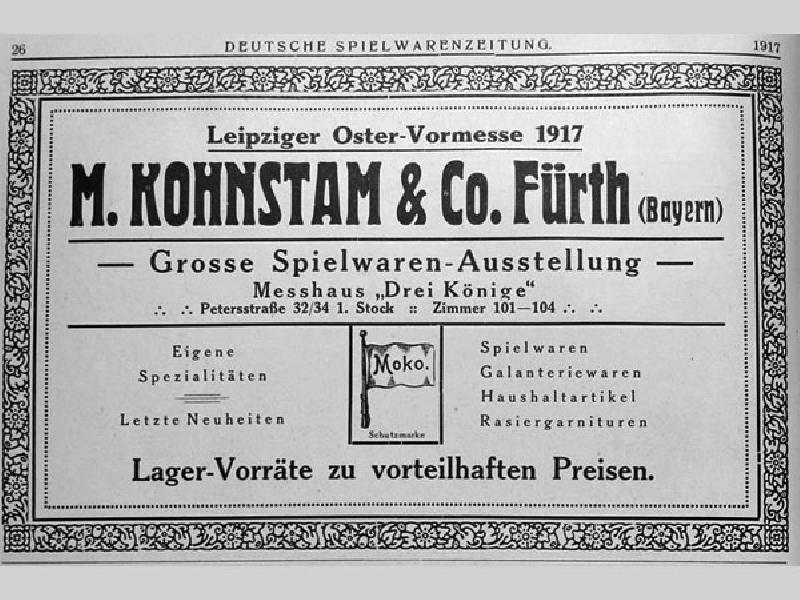 26 DEUTSCHE SPIELWARENZEITUNG. 1917
Leipziger Oster-Vormesse 1917
M. KOHNSTAM & Co. Fürth (Bayern)
— Grosse Spielwaren-Ausstellung —
Messhaus „Drei Könige“
∴ ∴ Petersstraße 32/34 1. Stock :: Zimmer 101—104 ∴ ∴
Eigene
Spezialitäten
Letzte Neuheiten
Moko.
Schutzmarke
Spielwaren
Galanteriewaren
Haushaltartikel
Rasiergarnituren
Lager-Vorräte zu vorteilhaften Preisen.